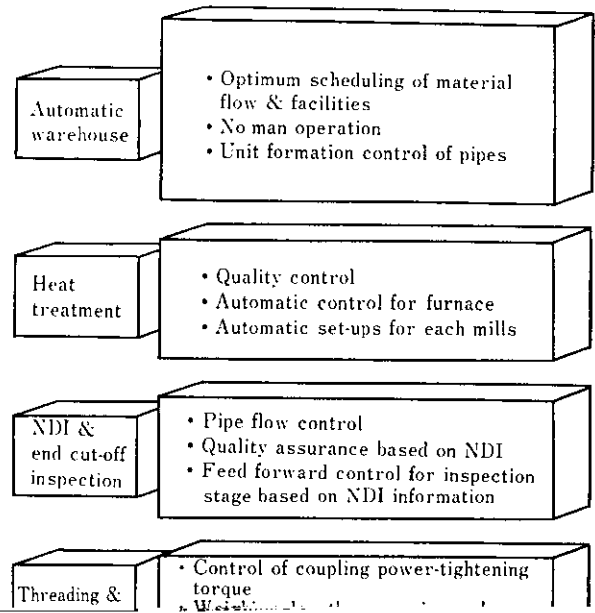 Automatic
warehouse
• Optimum scheduling of material
flow & facilities
• No man operation
• Unit formation control of pipes
Heat
treatment
• Quality control
• Automatic control for furnace
• Automatic set-ups for each mills
NDI &
end cut-off
inspection
• Pipe flow control
• Quality assurance based on NDI
• Feed forward control for inspection
stage based on NDI information
Threading &
• Control of coupling power-tightening
torque